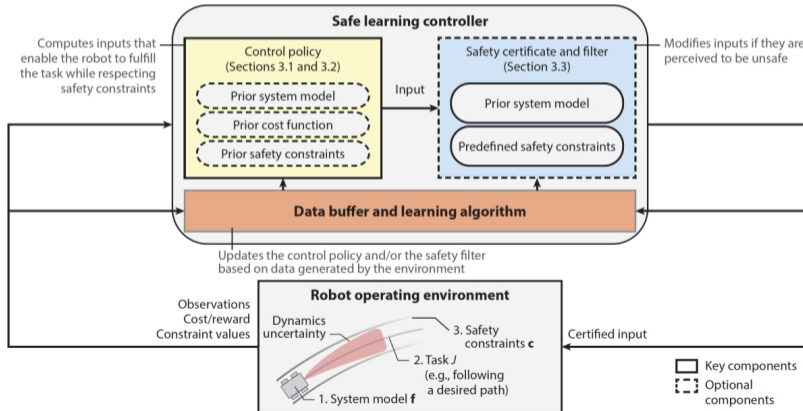 Safe learning controller
Computes inputs that
enable the robot to fulfill
the task while respecting
safety constraints
Control policy
(Sections 3.1 and 3.2)
Prior system model
Prior cost function
Prior safety constraints
Input
Safety certificate and filter
(Section 3.3)
Prior system model
Predefined safety constraints
Modifies inputs if they are
perceived to be unsafe
Data buffer and learning algorithm
Updates the control policy and/or the safety filter
based on data generated by the environment
Robot operating environment
Observations
Cost/reward
Constraint values
Dynamics
uncertainty
3. Safety
constraints c
2. Task J
(e.g., following
a desired path)
1. System model f
Certified input
Key components
Optional
components